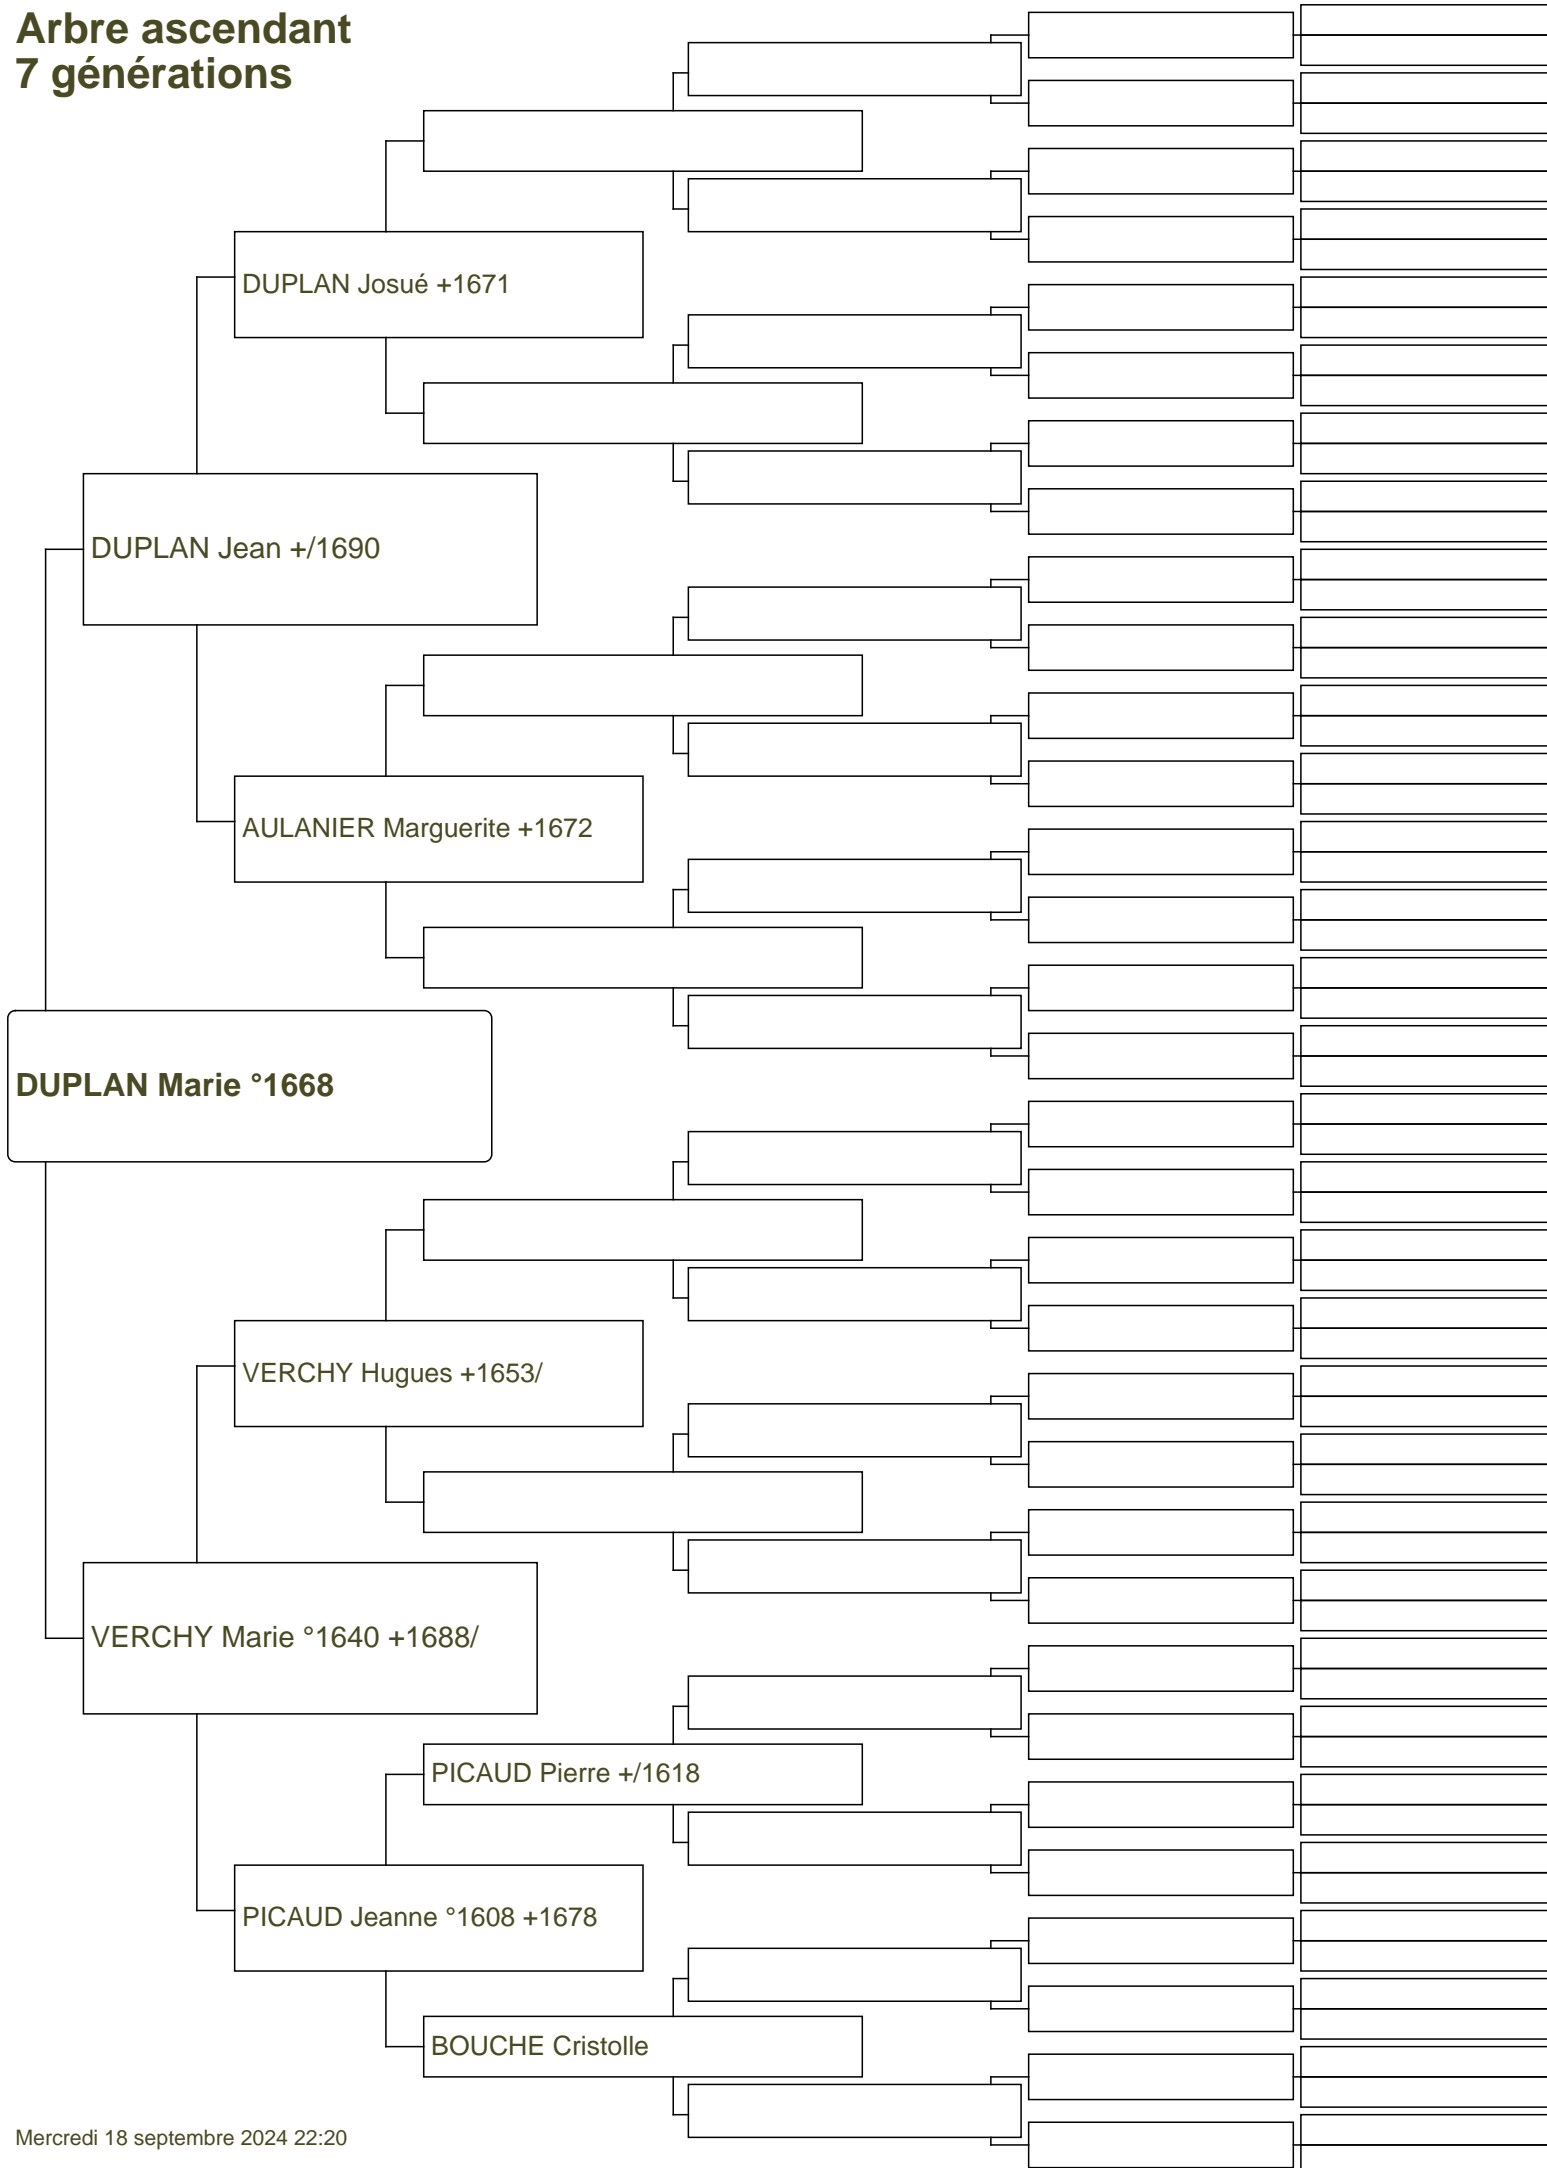 Arbre ascendant
7 générations
DUPLAN Josué +1671
DUPLAN Jean +/1690
AULANIER Marguerite +1672
DUPLAN Marie °1668
VERCHY Hugues +1653/
VERCHY Marie °1640 +1688/
PICAUD Pierre +/1618
PICAUD Jeanne °1608 +1678
BOUCHE Cristolle
Mercredi 18 septembre 2024 22:20